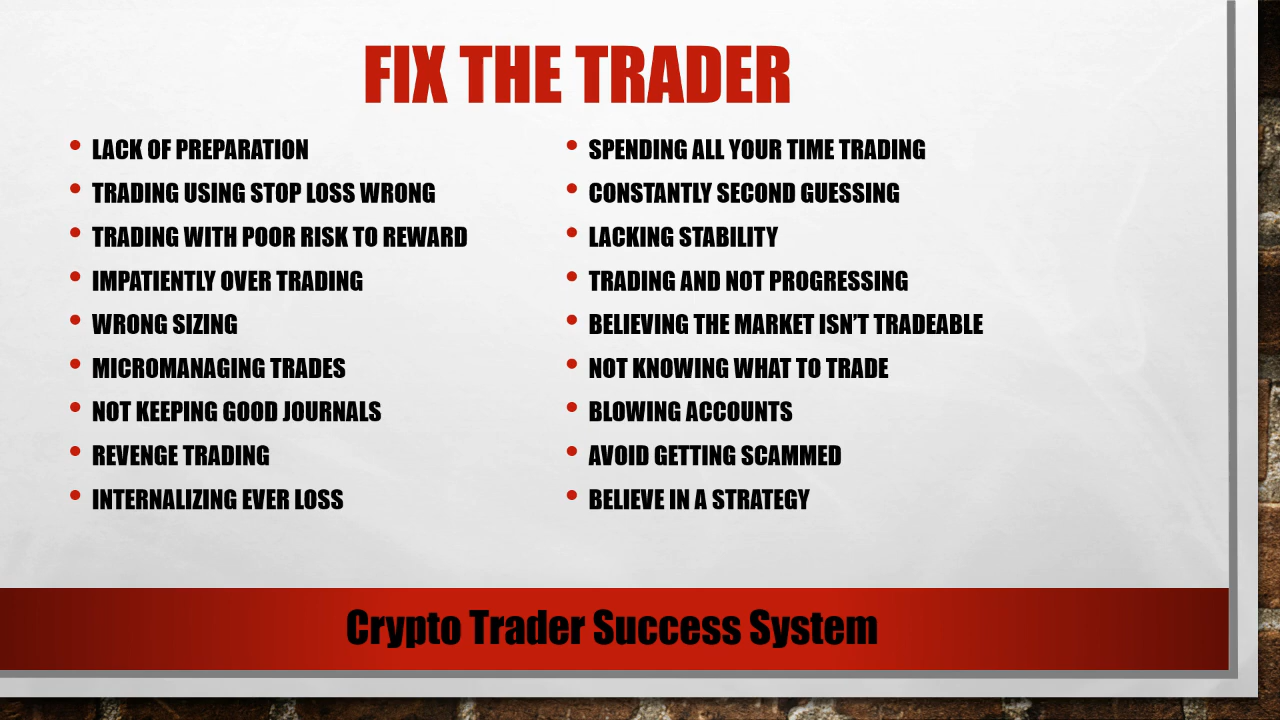 FIX THE TRADER
• LACK OF PREPARATION
• TRADING USING STOP LOSS WRONG
• TRADING WITH POOR RISK TO REWARD
• IMPATIENTLY OVER TRADING
• WRONG SIZING
• MICROMANAGING TRADES
• NOT KEEPING GOOD JOURNALS
• REVENGE TRADING
• INTERNALIZING EVER LOSS
• SPENDING ALL YOUR TIME TRADING
• CONSTANTLY SECOND GUESSING
• LACKING STABILITY
• TRADING AND NOT PROGRESSING
• BELIEVING THE MARKET ISN’T TRADEABLE
• NOT KNOWING WHAT TO TRADE
• BLOWING ACCOUNTS
• AVOID GETTING SCAMMED
• BELIEVE IN A STRATEGY
Crypto Trader Success System